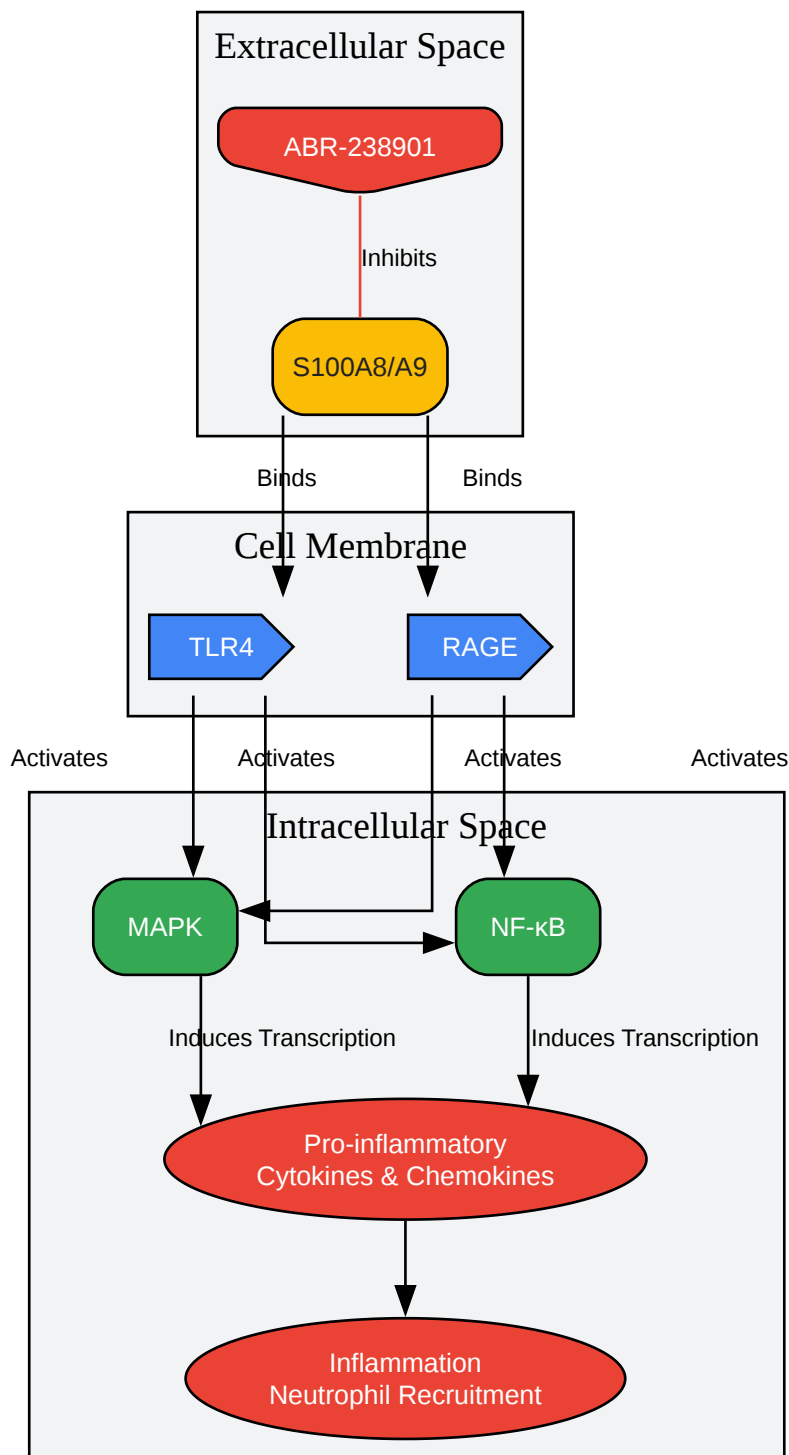 Extracellular Space
ABR-238901
Inhibits
S100A8/A9
Binds
Binds
Cell Membrane
TLR4
RAGE
Activates
Activates
Activates
Activates
Intracellular Space
MAPK
NF-κB
Induces Transcription
Induces Transcription
Pro-inflammatory
Cytokines & Chemokines
Inflammation
Neutrophil Recruitment